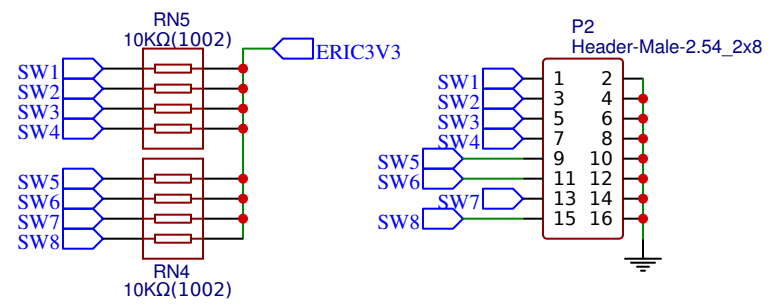 RN5
10KΩ(1002)
SW1
SW2
SW3
SW4
ERIC3V3
SW5
SW6
SW7
SW8
RN4
10KΩ(1002)
P2
Header-Male-2.54_2x8
SW1 1 2
SW2 3 4
SW3 5 6
SW4 7 8
SW5 9 10
SW6 11 12
SW7 13 14
SW8 15 16